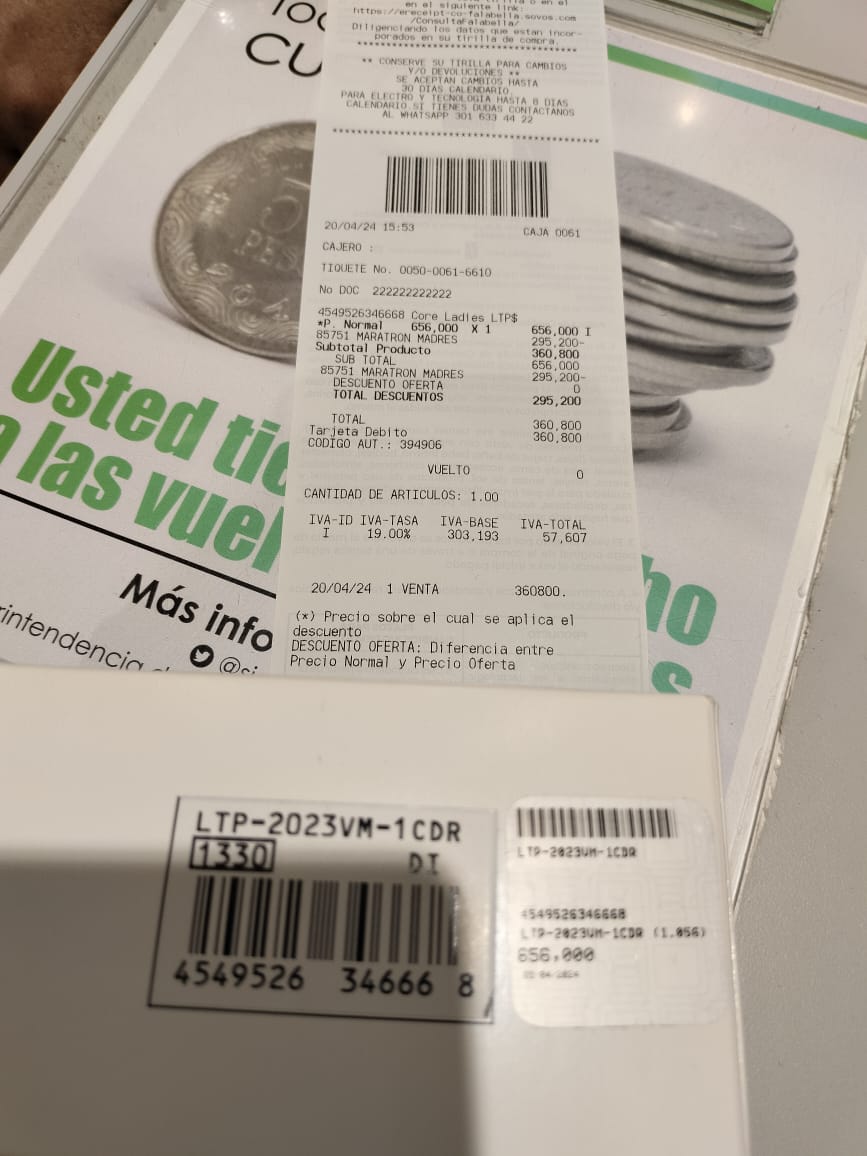 CU
en el siguiente link:
https://ereceipt-co-falabella.sovos.com
/ConsultaFalabella/
Diligenciando los datos que estan incor-
porados en su tirilla de compra.
** CONSERVE SU TIRILLA PARA CAMBIOS
Y/O DEVOLUCIONES **
SE ACEPTAN CAMBIOS HASTA
30 DIAS CALENDARIO.
PARA ELECTRO Y TECNOLOGIA HASTA 8 DIAS
CALENDARIO.SI TIENES DUDAS CONTACTANOS
AL WHATSAPP 301 633 44 22
20/04/24 15:53 CAJA 0061
CAJERO :
TIQUETE No. 0050-0061-6610
No DOC 222222222222
4549526346668 Core Ladies LTP$
*P. Normal 656,000 X 1 656,000 I
85751 MARATRON MADRES 295,200-
Subtotal Producto 360,800
SUB TOTAL 656,000
85751 MARATRON MADRES 295,200-
DESCUENTO OFERTA 0
TOTAL DESCUENTOS 295,200
TOTAL 360,800
Tarjeta Debito 360,800
CODIGO AUT.: 394906
VUELTO 0
CANTIDAD DE ARTICULOS: 1.00
IVA-ID IVA-TASA IVA-BASE IVA-TOTAL
I 19.00% 303,193 57,607
20/04/24 1 VENTA 360800.
(*) Precio sobre el cual se aplica el
descuento
DESCUENTO OFERTA: Diferencia entre
Precio Normal y Precio Oferta
5
PESO
Usted tie
a las vuel
Más info
rintendencia
LTP-2023VM-1CDR
1330 DI
4549526 34666 8
LTP-2023VM-1CDR
4549526346668
LTP-2023VM-1CDR (1.056)
656,000